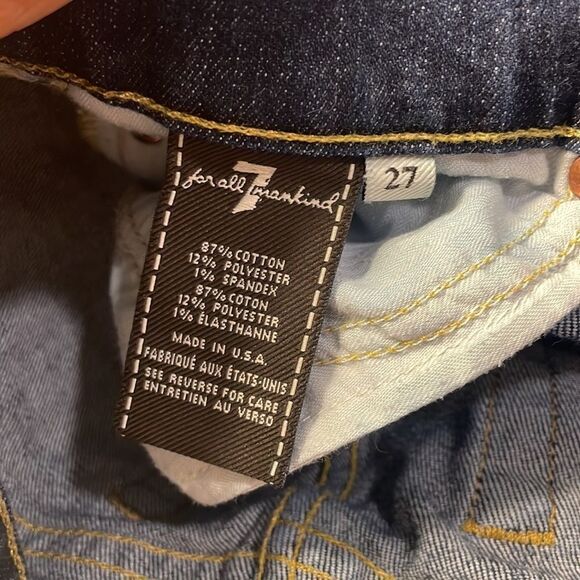 7
for all mankind
27
87% COTTON
12% POLYESTER
1% SPANDEX
87% COTON
12% POLYESTER
1% ÉLASTHANNE
MADE IN U.S.A.
FABRIQUÉ AUX ÉTATS-UNIS
SEE REVERSE FOR CARE
ENTRETIEN AU VERSO